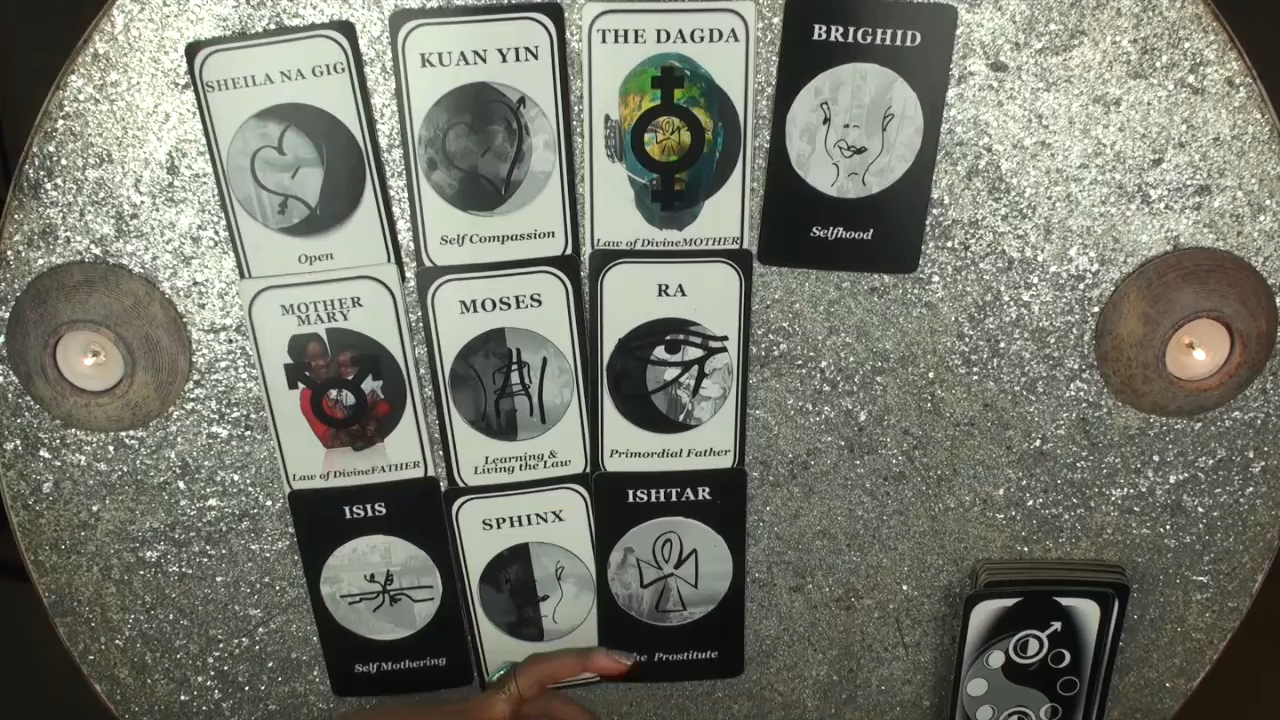 SHEILA NA GIG
Open
KUAN YIN
Self Compassion
THE DAGDA
Law of DivineMOTHER
BRIGHID
Selfhood
MOTHER
MARY
Law of DivineFATHER
MOSES
Learning &
Living the Law
RA
Primordial Father
ISIS
Self Mothering
SPHINX
ISHTAR
Prostitute